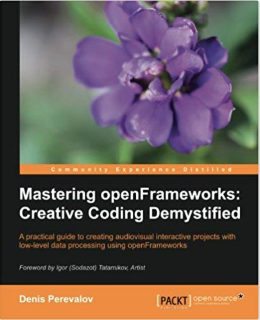 Community Experience Distilled
Mastering openFrameworks:
Creative Coding Demystified
A practical guide to creating audiovisual interactive projects with
low-level data processing using openFrameworks
Foreword by Igor (Sodazot) Tatarnikov, Artist
Denis Perevalov
PACKT open source*
PUBLISHING